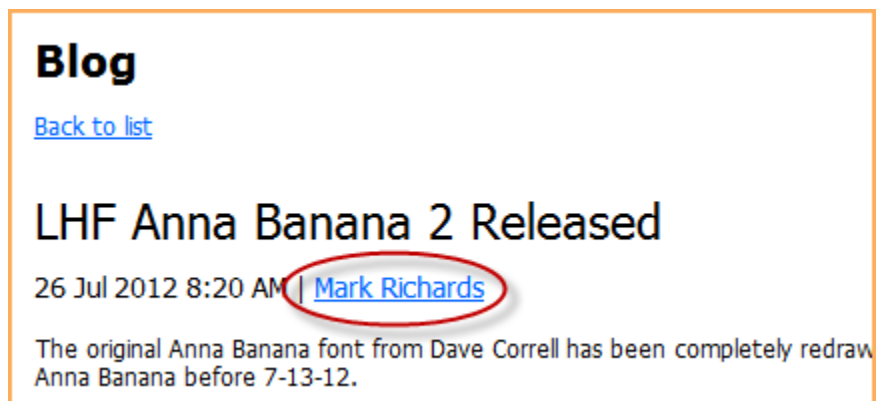 Blog
Back to list
LHF Anna Banana 2 Released
26 Jul 2012 8:20 AM | Mark Richards
The original Anna Banana font from Dave Correll has been completely
Anna Banana before 7-13-12.